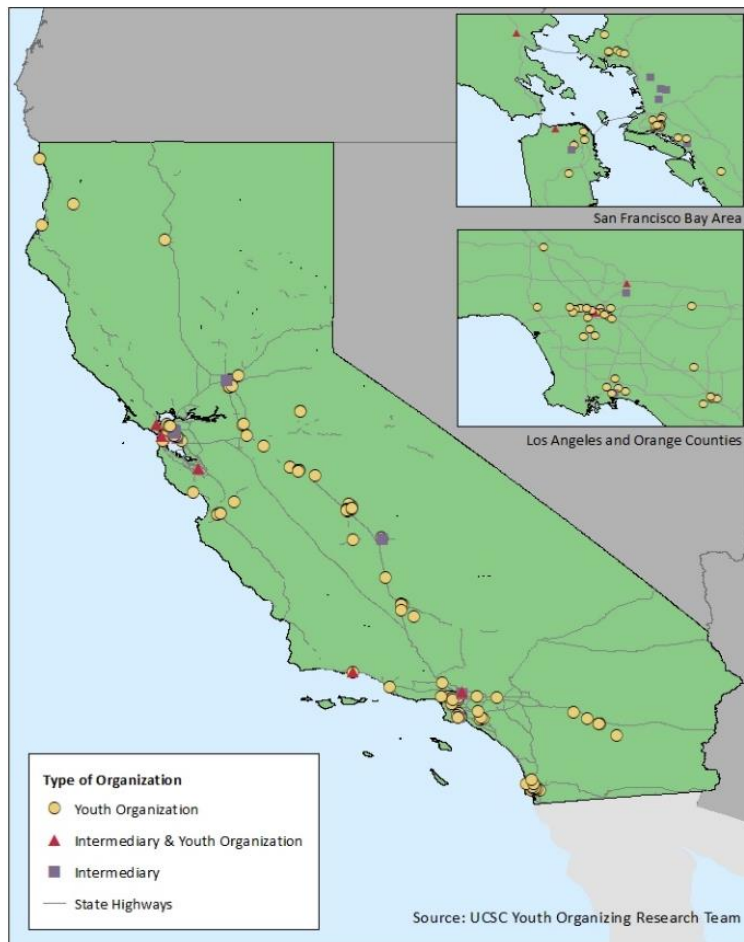 San Francisco Bay Area
Los Angeles and Orange Counties
Type of Organization
Youth Organization
Intermediary & Youth Organization
Intermediary
State Highways
Source: UCSC Youth Organizing Research Team